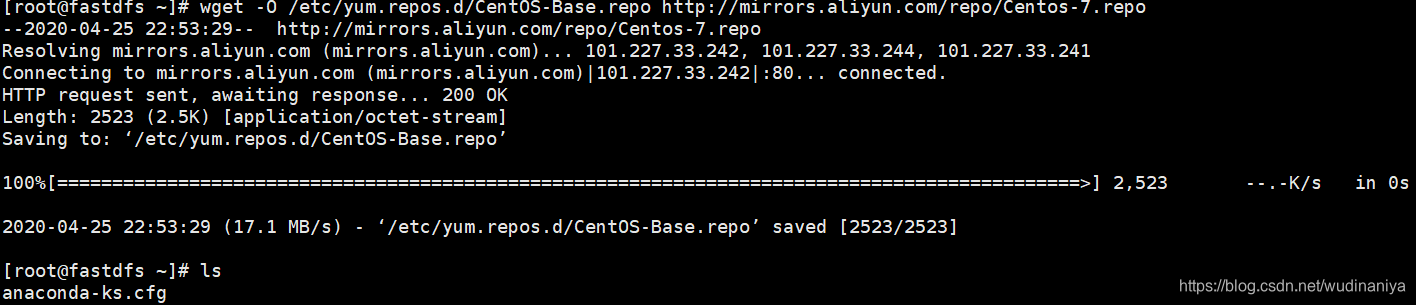 [root@fastdfs ~]# wget -O /etc/yum.repos.d/CentOS-Base.repo http://mirrors.aliyun.com/repo/Centos-7.repo
--2020-04-25 22:53:29--  http://mirrors.aliyun.com/repo/Centos-7.repo
Resolving mirrors.aliyun.com (mirrors.aliyun.com)... 101.227.33.242, 101.227.33.244, 101.227.33.241
Connecting to mirrors.aliyun.com (mirrors.aliyun.com)|101.227.33.242|:80... connected.
HTTP request sent, awaiting response... 200 OK
Length: 2523 (2.5K) [application/octet-stream]
Saving to: ‘/etc/yum.repos.d/CentOS-Base.repo’
100%[==============================================================================================>] 2,523       --.-K/s   in 0s
2020-04-25 22:53:29 (17.1 MB/s) - ‘/etc/yum.repos.d/CentOS-Base.repo’ saved [2523/2523]
[root@fastdfs ~]# ls
anaconda-ks.cfg
https://blog.csdn.net/wudinaniya